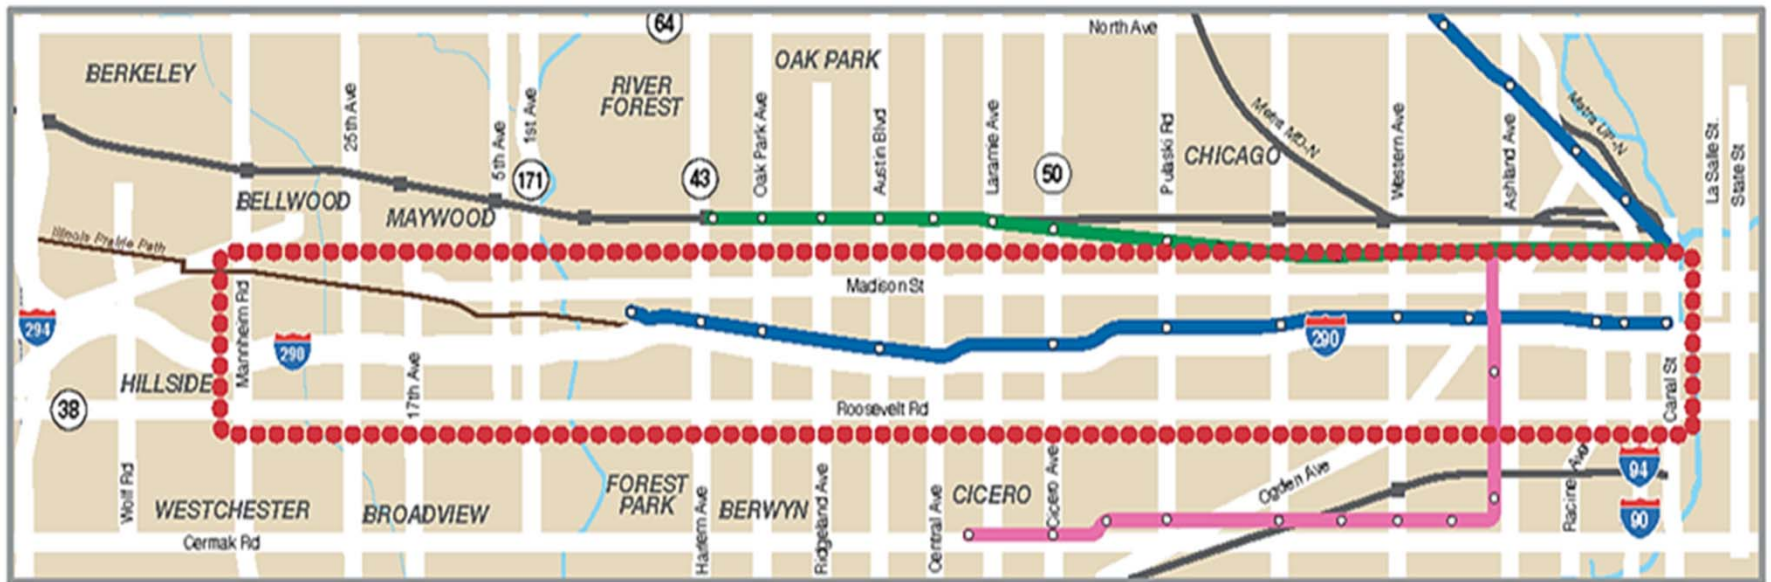 64
North Ave
BERKELEY
OAK PARK
RIVER
FOREST
25th Ave
5th Ave
1st Ave
Oak Park Ave
Austin Blvd
Laramie Ave
Pulaski Rd
Metra MD-N
CHICAGO
Western Ave
Ashland Ave
Metra UP-N
La Salle St.
State St
171
43
50
BELLWOOD
MAYWOOD
Illinois Prairie Path
Madison St
294
Mannheim Rd
290
290
HILLSIDE
17th Ave
38
Roosevelt Rd
Canal St
Wolf Rd
WESTCHESTER
BROADVIEW
FOREST
PARK
Harlem Ave
BERWYN
Ridgeland Ave
Central Ave
CICERO
Cicero Ave
Ogden Ave
Racine Ave
94
90
Cermak Rd